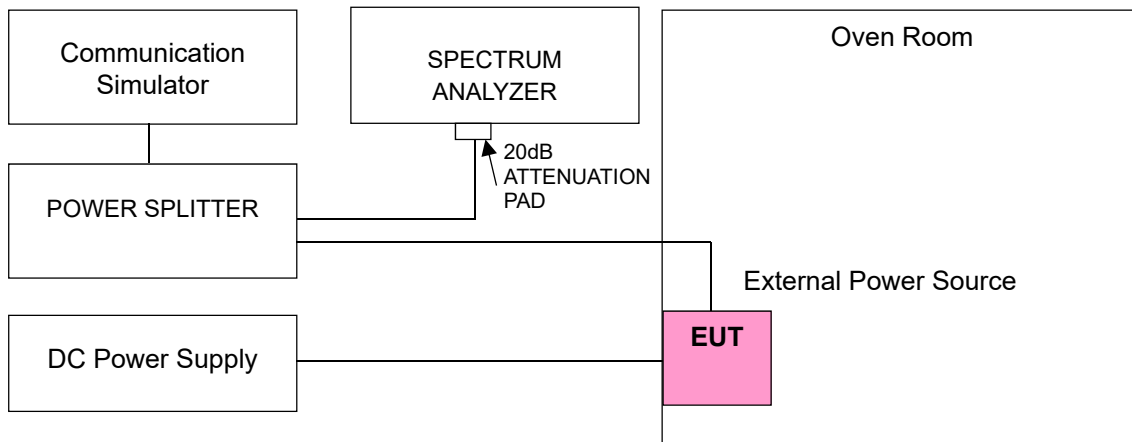 Communication
Simulator
SPECTRUM
ANALYZER
Oven Room
20dB
ATTENUATION
PAD
POWER SPLITTER
External Power Source
EUT
DC Power Supply